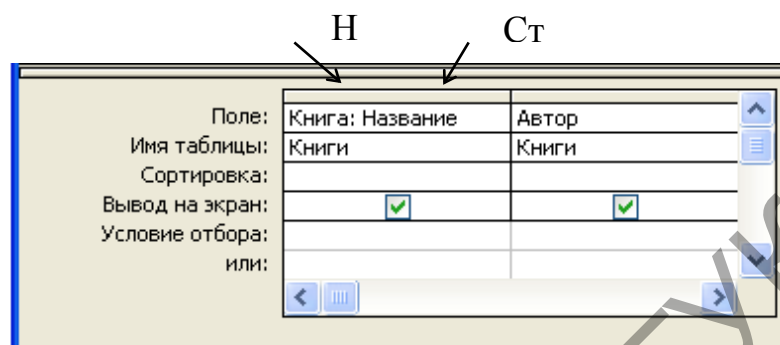 Н Ст
Поле: Книга: Название Автор
Имя таблицы: Книги Книги
Сортировка:
Вывод на экран:
Условие отбора:
или: